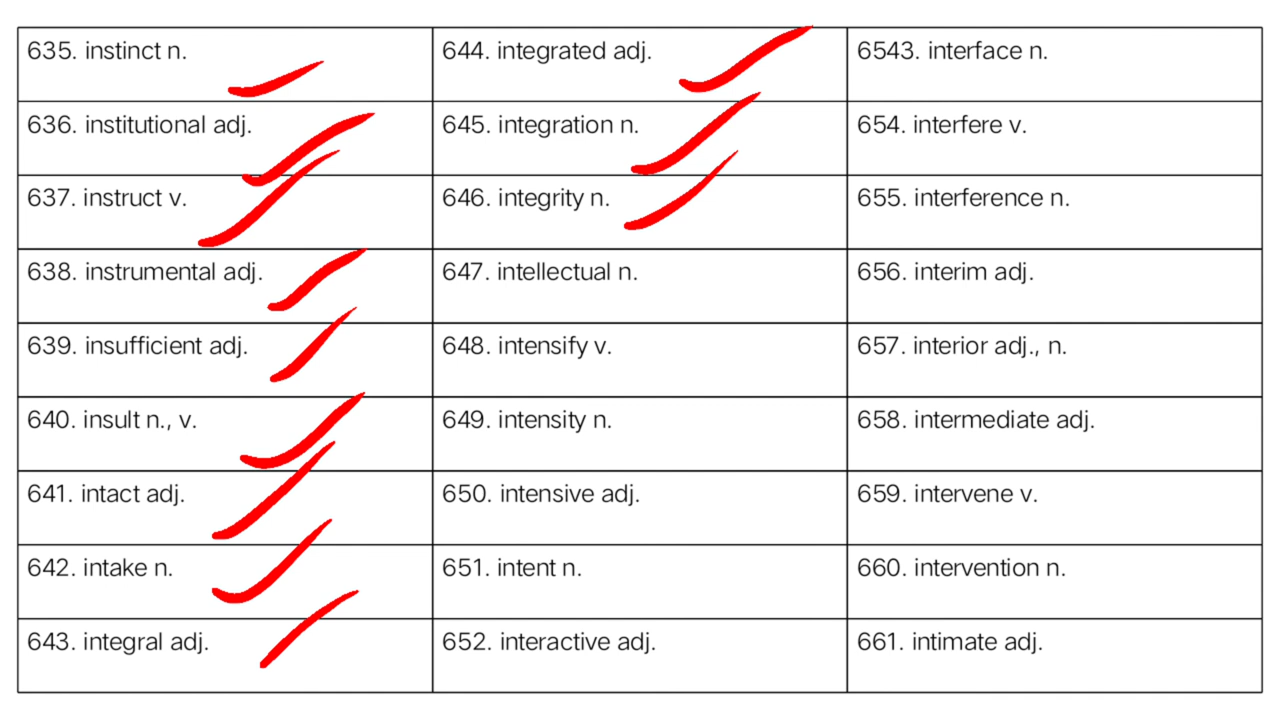 635. instinct n.
636. institutional adj.
637. instruct v.
638. instrumental adj.
639. insufficient adj.
640. insult n., v.
641. intact adj.
642. intake n.
643. integral adj.
644. integrated adj.
645. integration n.
646. integrity n.
647. intellectual n.
648. intensify v.
649. intensity n.
650. intensive adj.
651. intent n.
652. interactive adj.
6543. interface n.
654. interfere v.
655. interference n.
656. interim adj.
657. interior adj., n.
658. intermediate adj.
659. intervene v.
660. intervention n.
661. intimate adj.